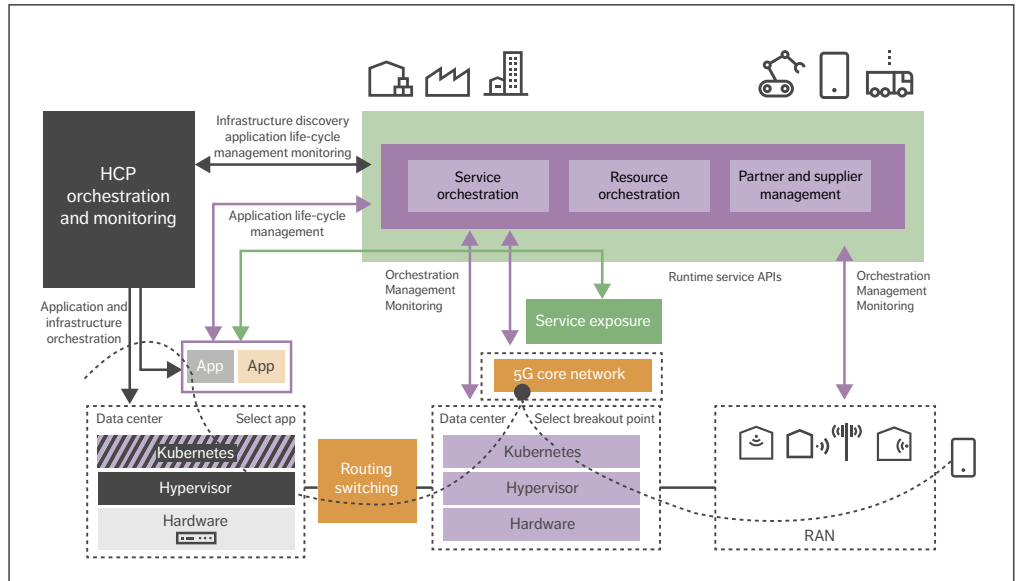 Infrastructure discovery
application life-cycle
management monitoring
HCP
orchestration
and monitoring
Service
orchestration
Resource
orchestration
Partner and supplier
management
Application life-cycle
management
Orchestration
Management
Monitoring
Runtime service APIs
Orchestration
Management
Monitoring
Application and
infrastructure
orchestration
Service exposure
App
App
5G core network
Data center
Select app
Kubernetes
Hypervisor
Hardware
Routing
switching
Data center
Select breakout point
Kubernetes
Hypervisor
Hardware
RAN